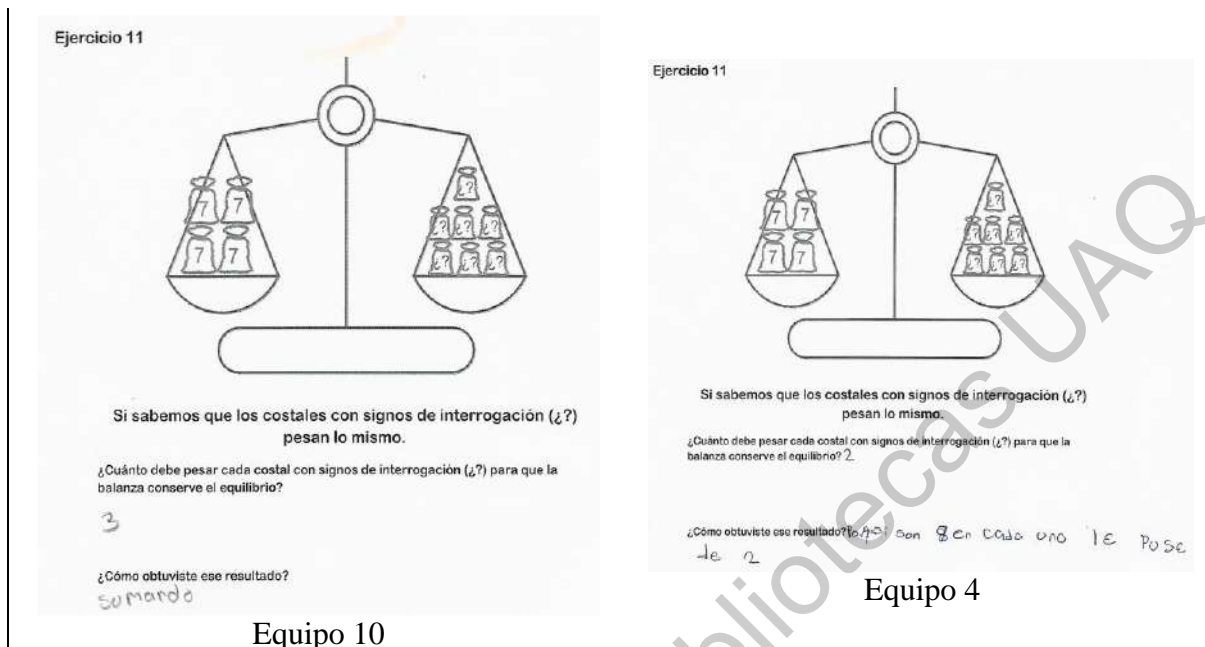 Ejercicio 11
7 7
7 7
¿?
¿? ¿? ¿?
¿? ¿? ¿?
Si sabemos que los costales con signos de interrogación (¿?)
pesan lo mismo.
¿Cuánto debe pesar cada costal con signos de interrogación (¿?) para que la
balanza conserve el equilibrio?
3
¿Cómo obtuviste ese resultado?
sumando
Equipo 10
Ejercicio 11
7 7
7 7
¿?
¿? ¿? ¿?
¿? ¿? ¿?
Si sabemos que los costales con signos de interrogación (¿?)
pesan lo mismo.
¿Cuánto debe pesar cada costal con signos de interrogación (¿?) para que la
balanza conserve el equilibrio? 2
¿Cómo obtuviste ese resultado? son 8 en cada uno le puse
de 2
Equipo 4
Bibliotecas UAQ